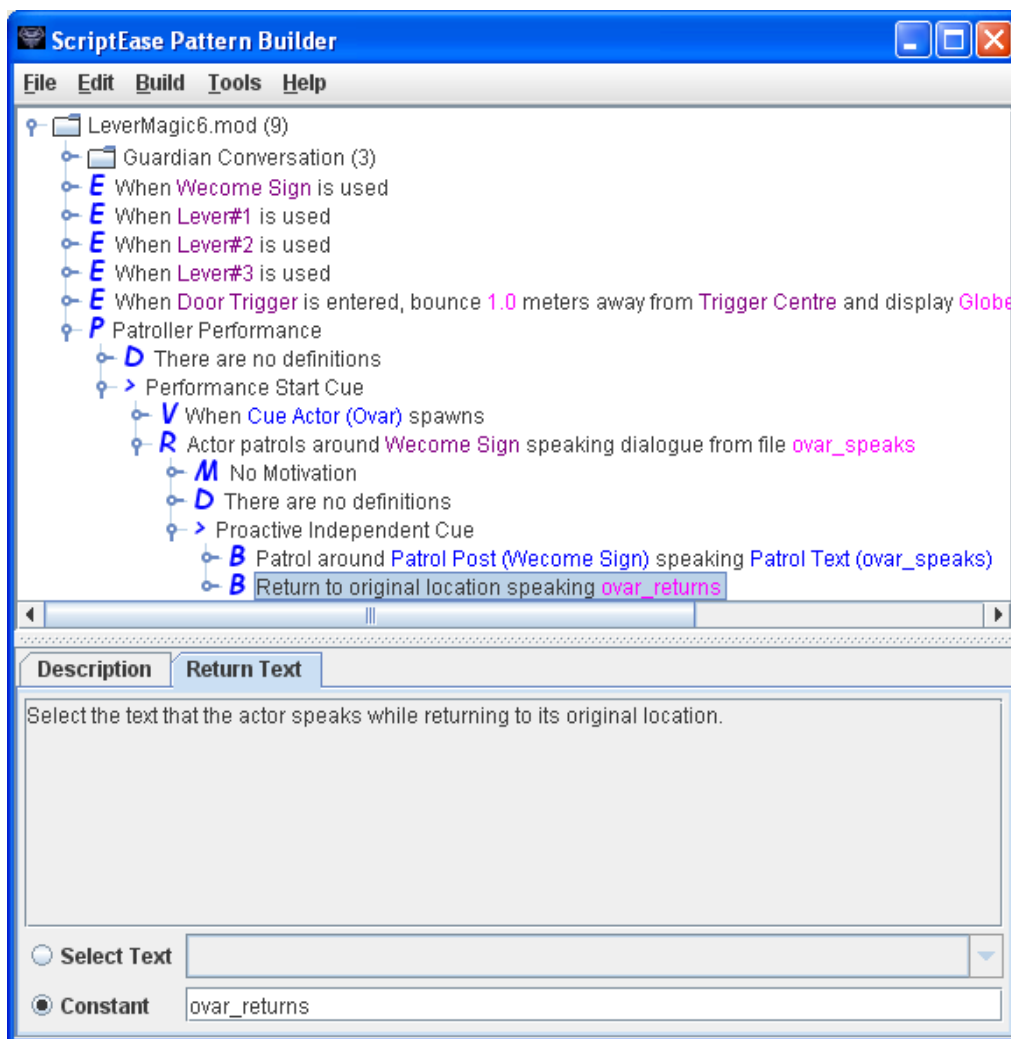 ScriptEase Pattern Builder
File Edit Build Tools Help
LeverMagic6.mod (9)
Guardian Conversation (3)
E When Wecome Sign is used
E When Lever#1 is used
E When Lever#2 is used
E When Lever#3 is used
E When Door Trigger is entered, bounce 1.0 meters away from Trigger Centre and display Globe
P Patroller Performance
D There are no definitions
> Performance Start Cue
V When Cue Actor (Ovar) spawns
R Actor patrols around Wecome Sign speaking dialogue from file ovar_speaks
M No Motivation
D There are no definitions
> Proactive Independent Cue
B Patrol around Patrol Post (Wecome Sign) speaking Patrol Text (ovar_speaks)
B Return to original location speaking ovar_returns
Description Return Text
Select the text that the actor speaks while returning to its original location.
Select Text
Constant ovar_returns